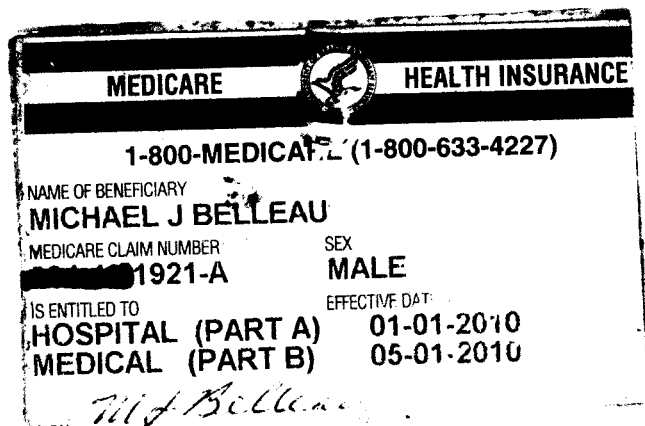 MEDICARE HEALTH INSURANCE
1-800-MEDICARE (1-800-633-4227)
NAME OF BENEFICIARY
MICHAEL J BELLEAU
MEDICARE CLAIM NUMBER SEX
1921-A MALE
IS ENTITLED TO EFFECTIVE DATE
HOSPITAL (PART A) 01-01-2010
MEDICAL (PART B) 05-01-2010
M J Belleau